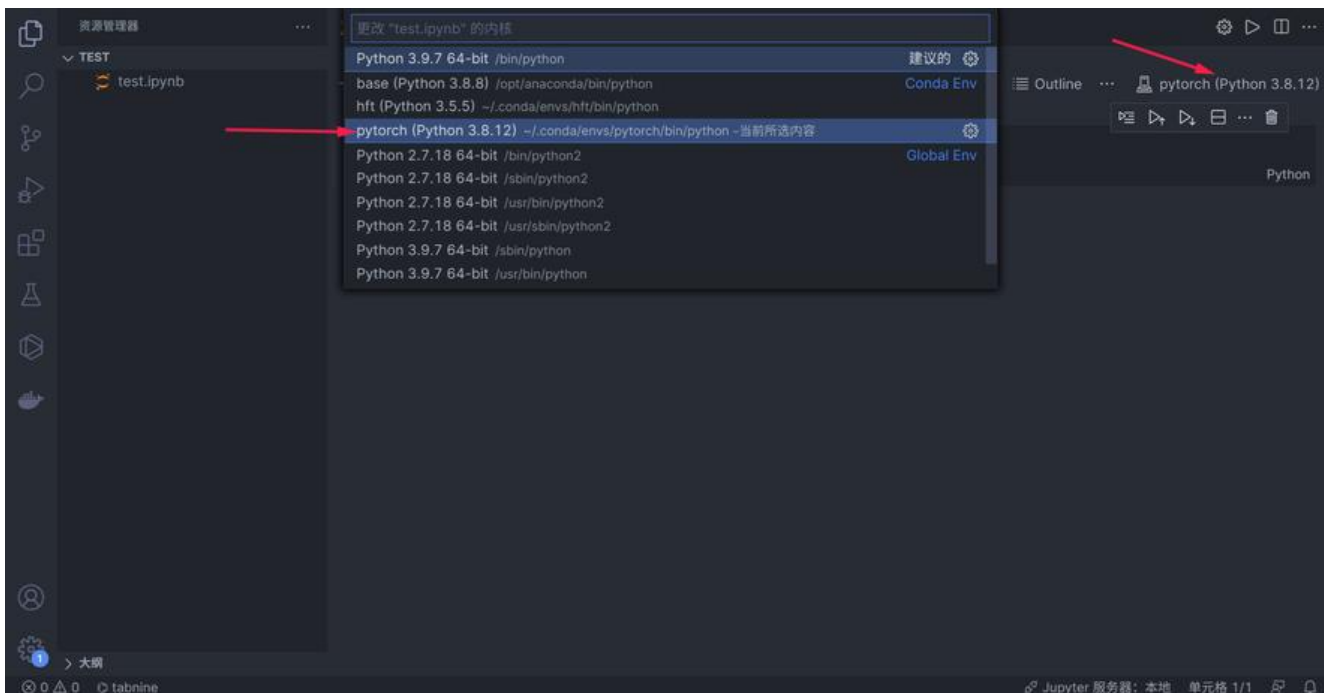 资源管理器
TEST
test.ipynb
更改 "test.ipynb" 的内核
Python 3.9.7 64-bit /bin/python 建议的
base (Python 3.8.8) /opt/anaconda/bin/python Conda Env
hft (Python 3.5.5) ~/.conda/envs/hft/bin/python
pytorch (Python 3.8.12) ~/.conda/envs/pytorch/bin/python -当前所选内容
Python 2.7.18 64-bit /bin/python2 Global Env
Python 2.7.18 64-bit /sbin/python2
Python 2.7.18 64-bit /usr/bin/python2
Python 2.7.18 64-bit /usr/sbin/python2
Python 3.9.7 64-bit /sbin/python
Python 3.9.7 64-bit /usr/bin/python
Outline ··· pytorch (Python 3.8.12)
Python
1
大纲
0 0 tabnine
Jupyter 服务器: 本地 单元格 1/1